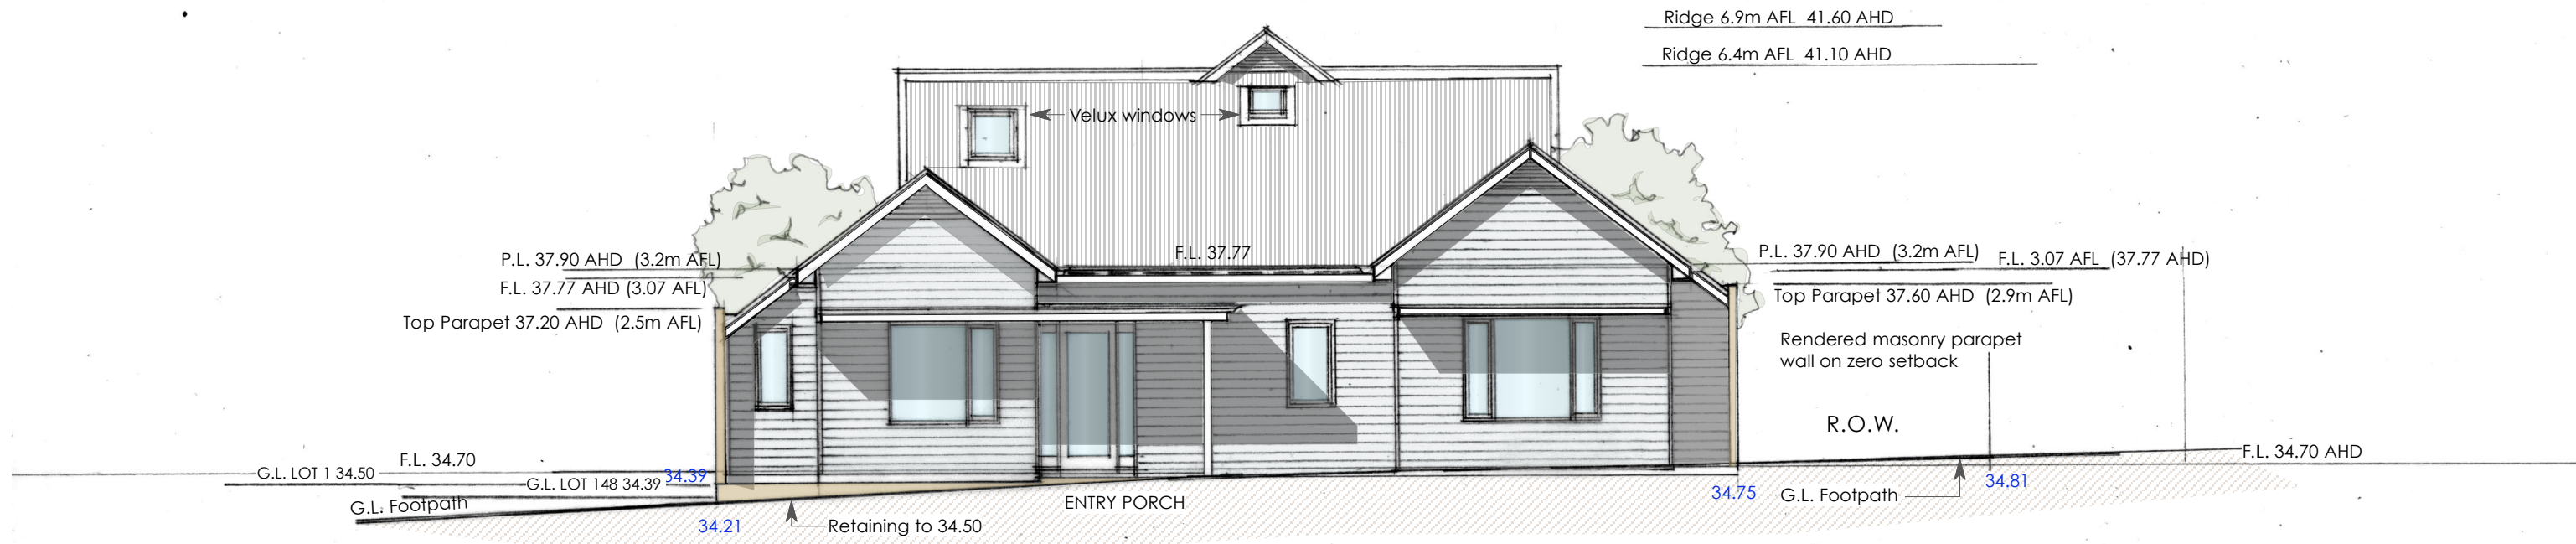 Ridge 6.9m AFL 41.60 AHD
Ridge 6.4m AFL 41.10 AHD
Velux windows
F.L. 37.77
P.L. 37.90 AHD (3.2m AFL)
F.L. 37.77 AHD (3.07 AFL)
Top Parapet 37.20 AHD (2.5m AFL)
P.L. 37.90 AHD (3.2m AFL)
F.L. 3.07 AFL (37.77 AHD)
Top Parapet 37.60 AHD (2.9m AFL)
Rendered masonry parapet
wall on zero setback
R.O.W.
F.L. 34.70 AHD
F.L. 34.70
G.L. LOT 1 34.50
G.L. LOT 148 34.39
34.39
G.L. Footpath
34.21
Retaining to 34.50
ENTRY PORCH
34.75
G.L. Footpath
34.81